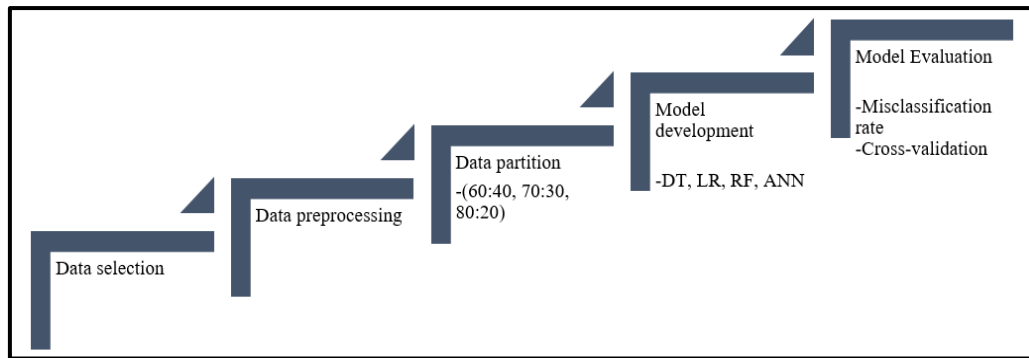 Data selection
Data preprocessing
Data partition
-(60:40, 70:30,
80:20)
Model
development
-DT, LR, RF, ANN
Model Evaluation
-Misclassification
rate
-Cross-validation